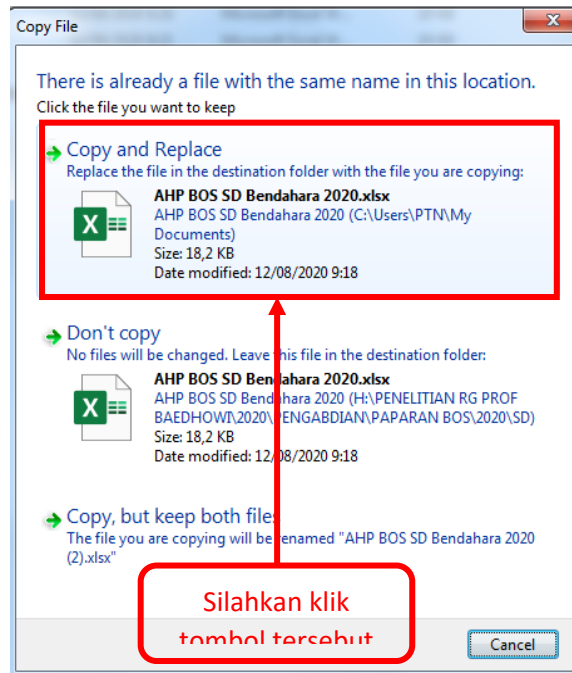 Copy File
There is already a file with the same name in this location.
Click the file you want to keep
Copy and Replace
Replace the file in the destination folder with the file you are copying:
AHP BOS SD Bendahara 2020.xlsx
AHP BOS SD Bendahara 2020 (C:\Users\PTN\My
Documents)
Size: 18,2 KB
Date modified: 12/08/2020 9:18
Don't copy
No files will be changed. Leave this file in the destination folder:
AHP BOS SD Bendahara 2020.xlsx
AHP BOS SD Bendahara 2020 (H:\PENELITIAN RG PROF
BAEDHOWI\2020\PENGABDIAN\PAPARAN BOS\2020\SD)
Size: 18,2 KB
Date modified: 12/08/2020 9:18
Copy, but keep both files
The file you are copying will be renamed "AHP BOS SD Bendahara 2020
(2).xlsx"
Silahkan klik
tombol tersebut
Cancel